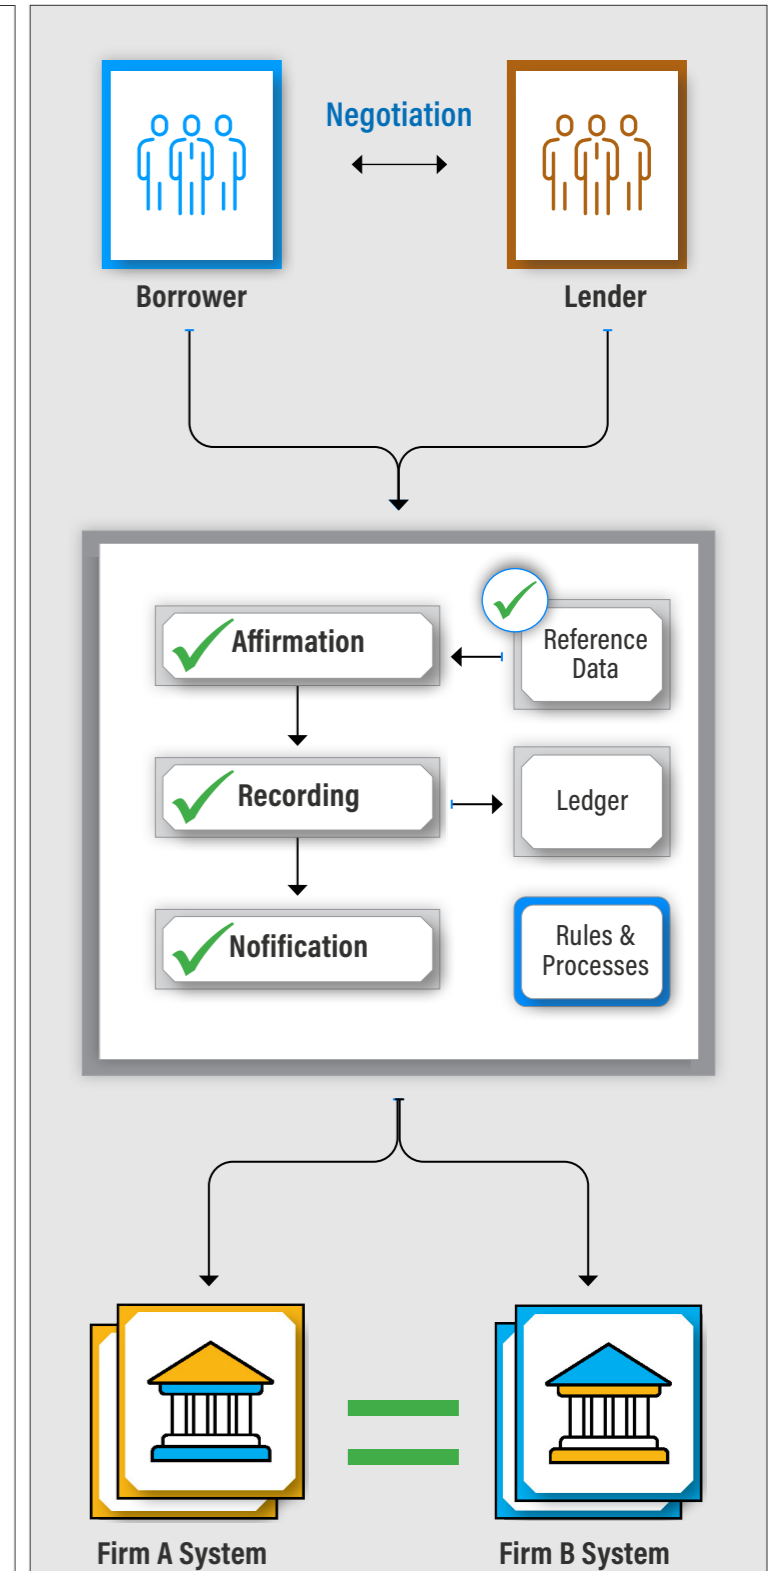 Negotiation
Borrower
Lender
Affirmation
Reference
Data
Recording
Ledger
Nofification
Rules &
Processes
Firm A System
Firm B System